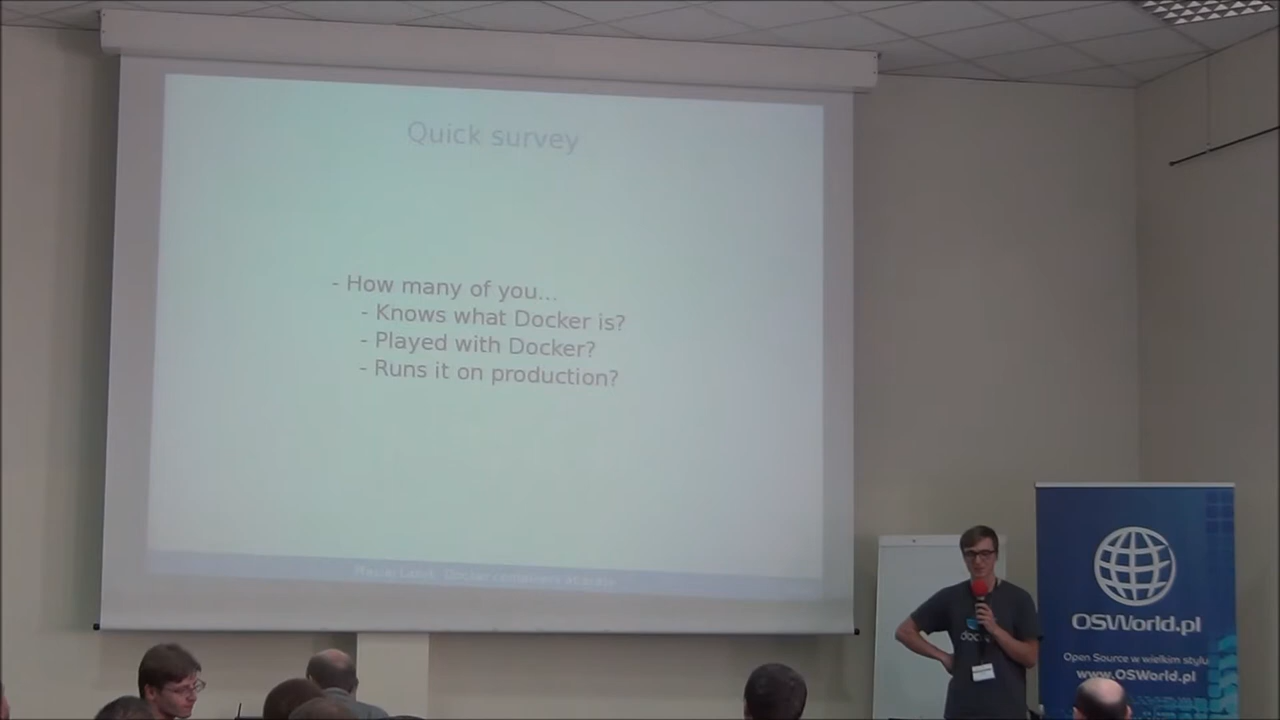 Quick survey
- How many of you...
- Knows what Docker is?
- Played with Docker?
- Runs it on production?
OSWorld.pl
Open Source w wielkim stylu
www.OSWorld.pl